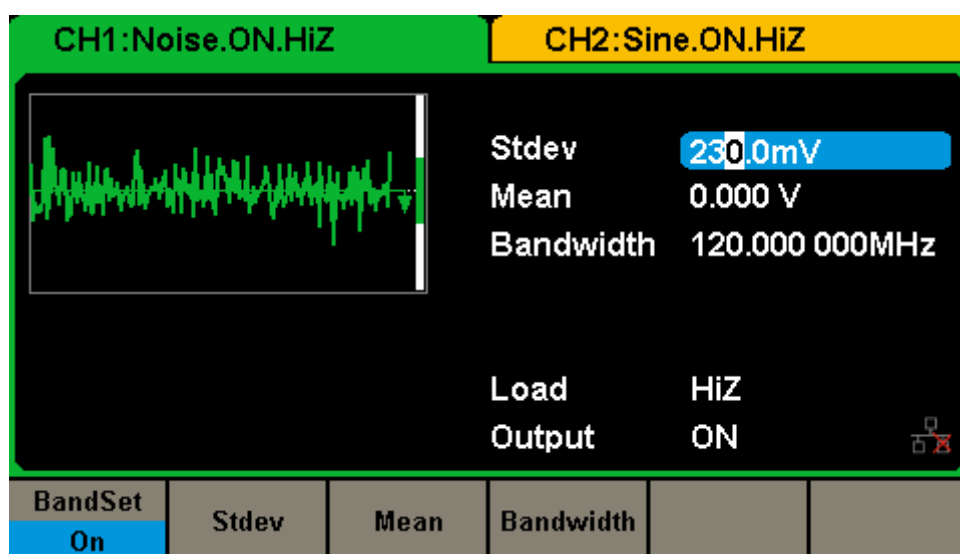 CH1:Noise.ON.HiZ
CH2:Sine.ON.HiZ
Stdev 230.0mV
Mean 0.000 V
Bandwidth 120.000 000MHz
Load HiZ
Output ON
BandSet
On
Stdev
Mean
Bandwidth